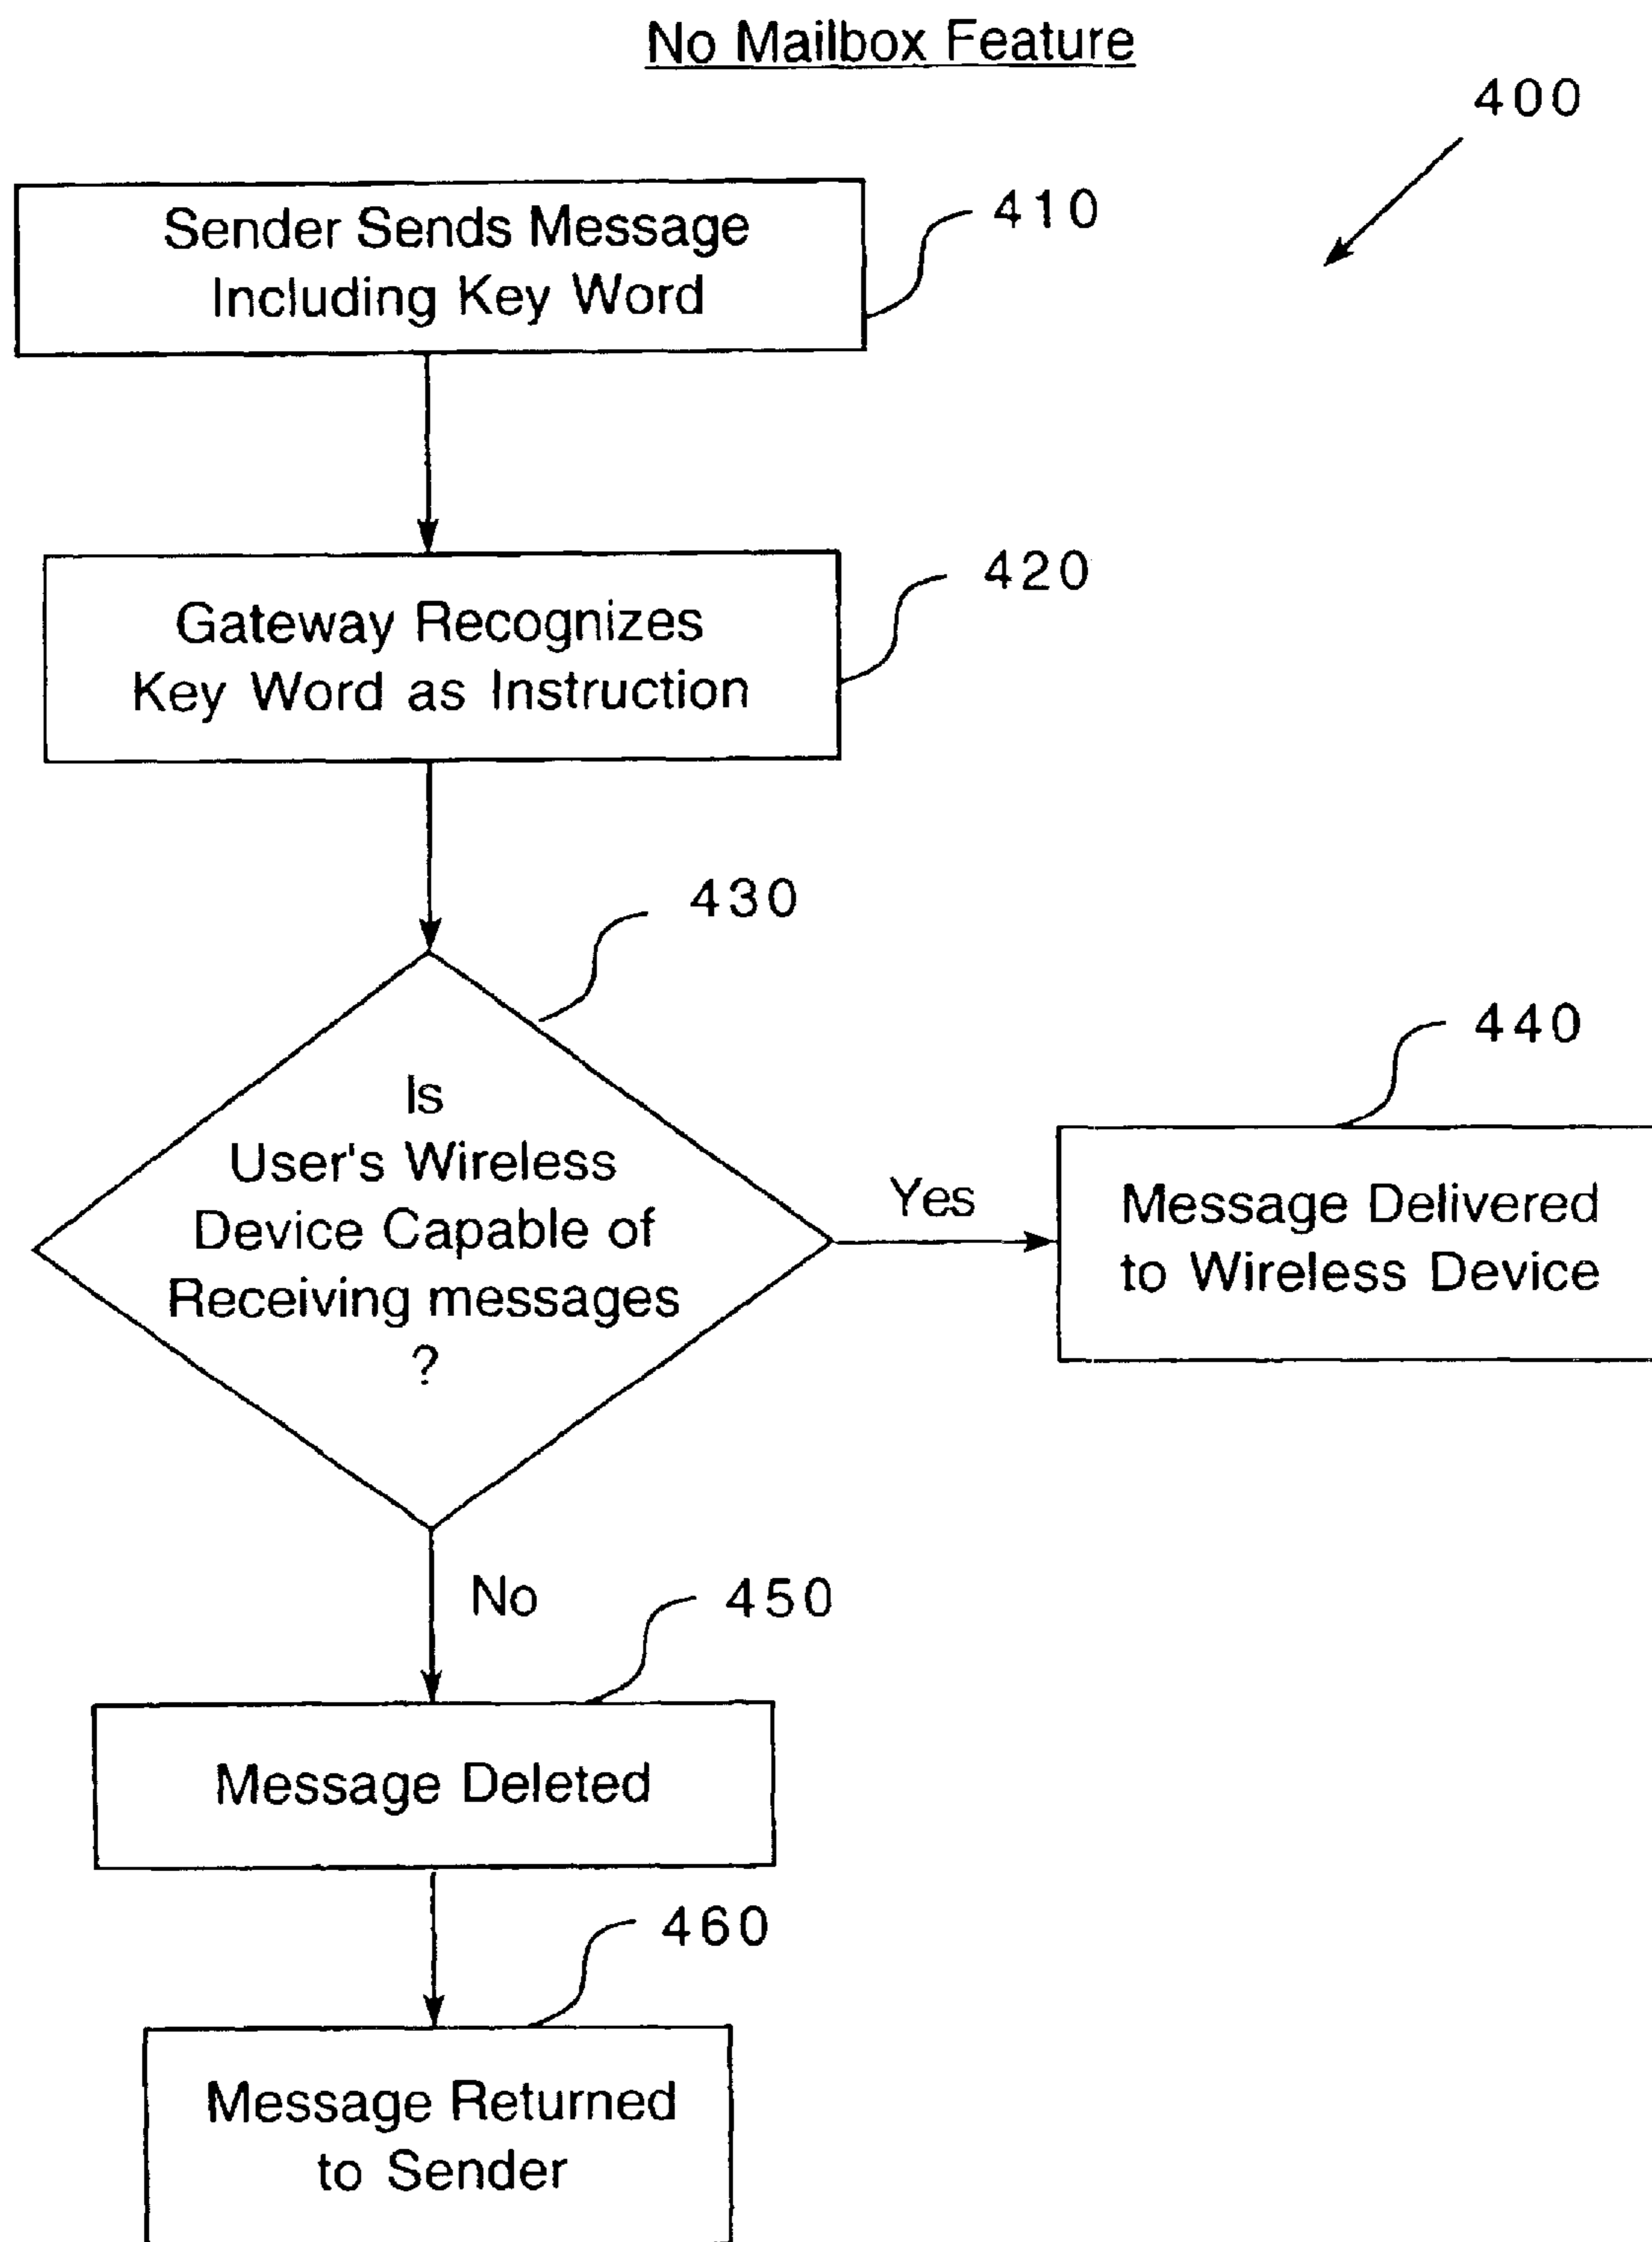 No Mailbox Feature
400
Sender Sends Message
Including Key Word
410
Gateway Recognizes
Key Word as Instruction
420
430
Is
User's Wireless
Device Capable of
Receiving messages
?
Yes
440
Message Delivered
to Wireless Device
No
450
Message Deleted
460
Message Returned
to Sender